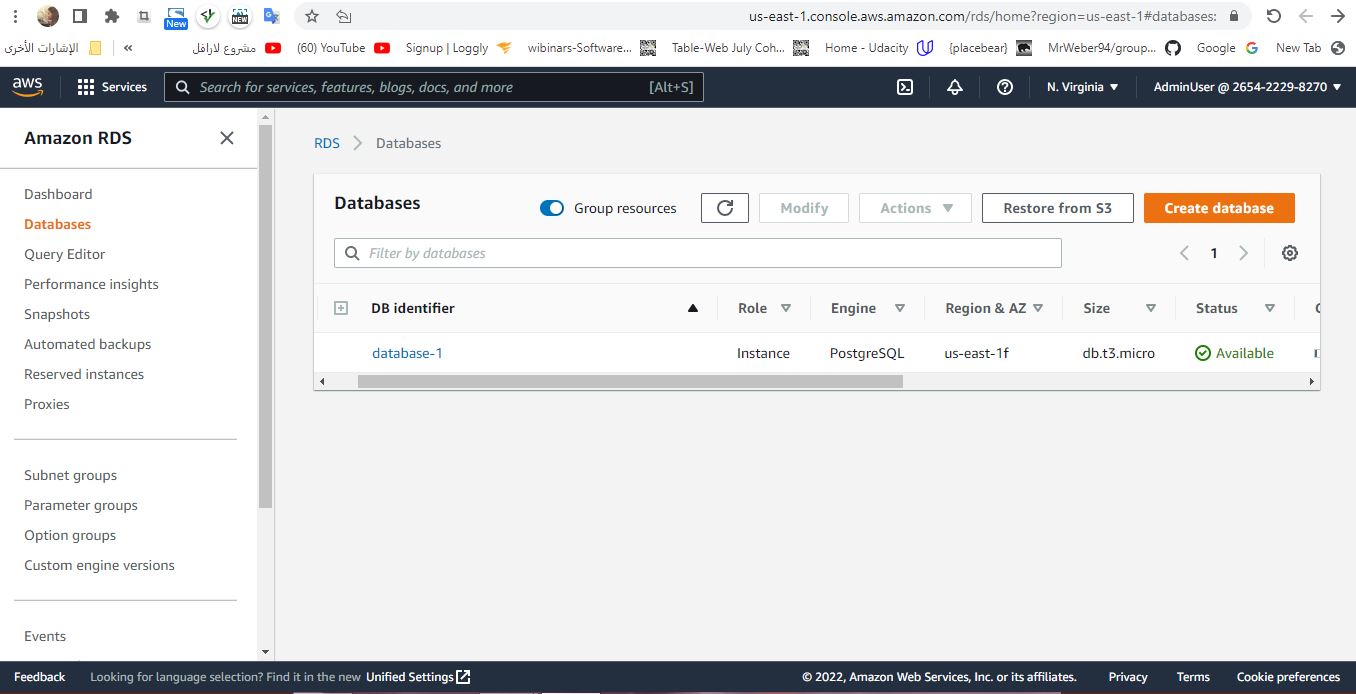 us-east-1.console.aws.amazon.com/rds/home?region=us-east-1#databases:
New
NEW
الإشارات الأخرى
«
مشروع لارافل
(60) YouTube
Signup | Loggly
wibinars-Software...
Table-Web July Coh...
Home - Udacity
{placebear}
MrWeber94/group...
Google
New Tab
aws
Services
Search for services, features, blogs, docs, and more
[Alt+S]
N. Virginia
AdminUser @ 2654-2229-8270
Amazon RDS
Dashboard
Databases
Query Editor
Performance insights
Snapshots
Automated backups
Reserved instances
Proxies
Subnet groups
Parameter groups
Option groups
Custom engine versions
Events
RDS > Databases
Databases
Group resources
Modify
Actions
Restore from S3
Create database
Filter by databases
1
DB identifier Role Engine Region & AZ Size Status
database-1 Instance PostgreSQL us-east-1f db.t3.micro Available
Feedback
Looking for language selection? Find it in the new Unified Settings
© 2022, Amazon Web Services, Inc. or its affiliates.
Privacy
Terms
Cookie preferences